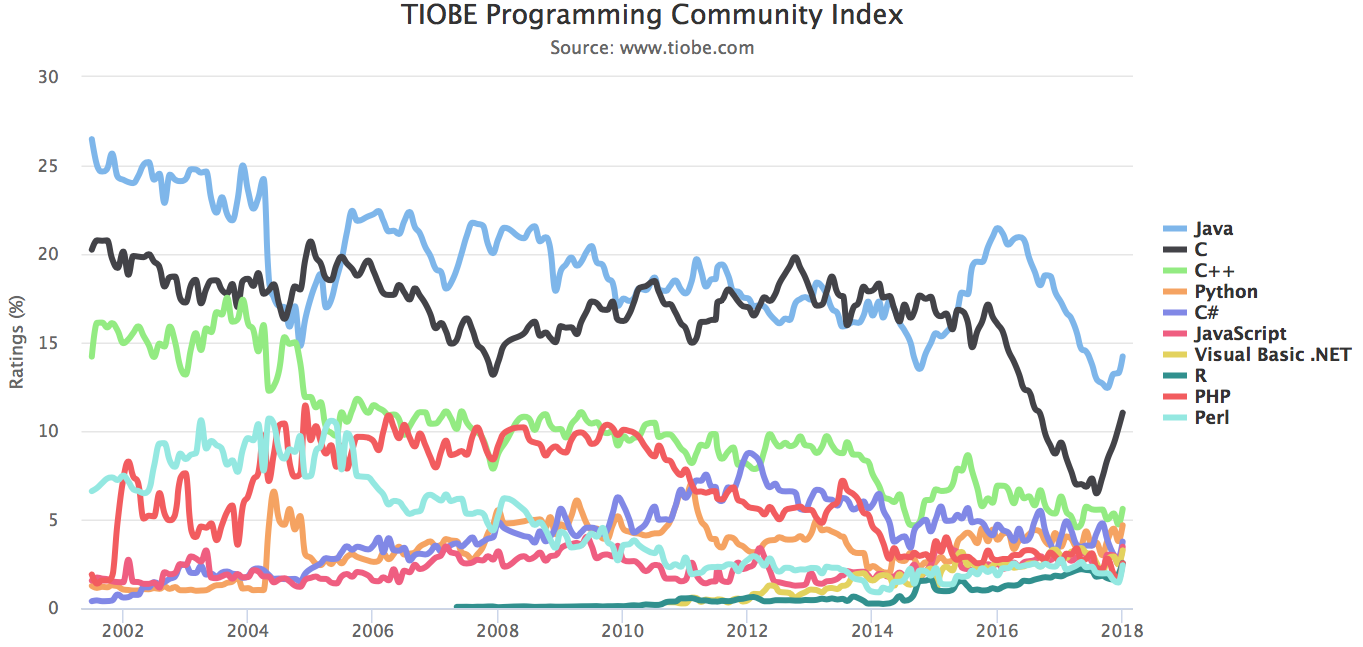 TIOBE Programming Community Index
Source: www.tiobe.com
Ratings (%)
30
25
20
15
10
5
0
2002 2004 2006 2008 2010 2012 2014 2016 2018
Java
C
C++
Python
C#
JavaScript
Visual Basic .NET
R
PHP
Perl